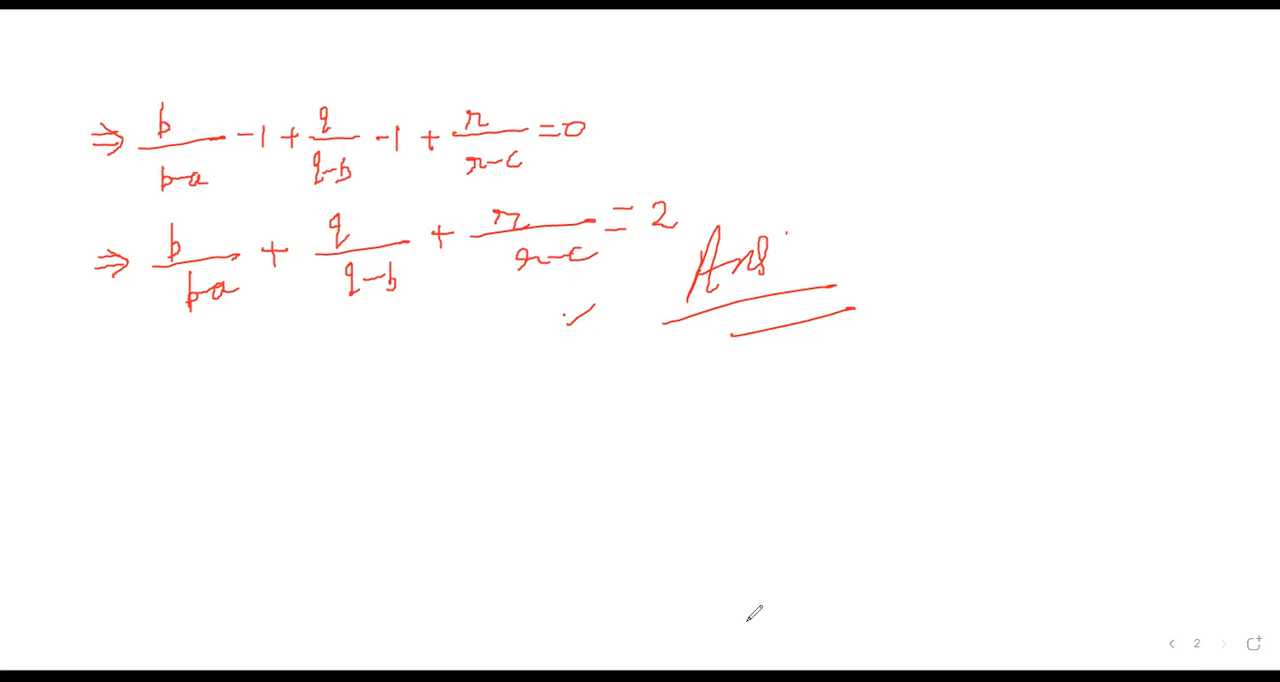 ⇒ p/(p-a) -1 + q/(q-b) -1 + r/(r-c) = 0
⇒ p/(p-a) + q/(q-b) + r/(r-c) = 2
Ans
2